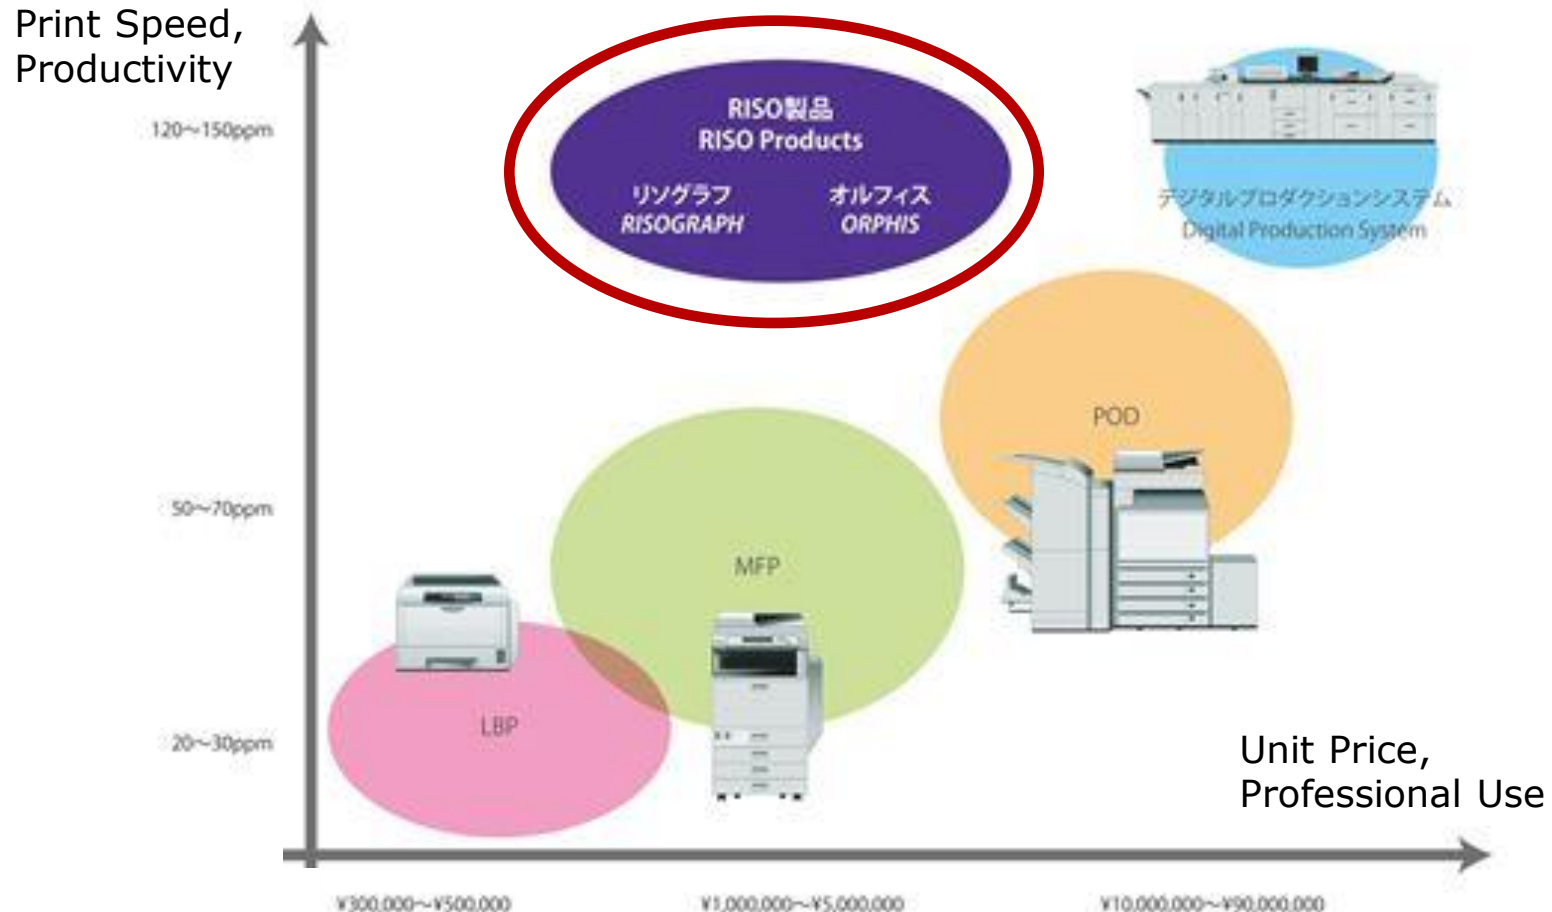 Print Speed,
Productivity
120〜150ppm
RISO製品
RISO Products
リソグラフ
RISOGRAPH
オルフィス
ORPHIS
デジタルプロダクションシステム
Digital Production System
POD
50〜70ppm
MFP
LBP
20〜30ppm
Unit Price,
Professional Use
¥300,000〜¥500,000
¥1,000,000〜¥5,000,000
¥10,000,000〜¥90,000,000